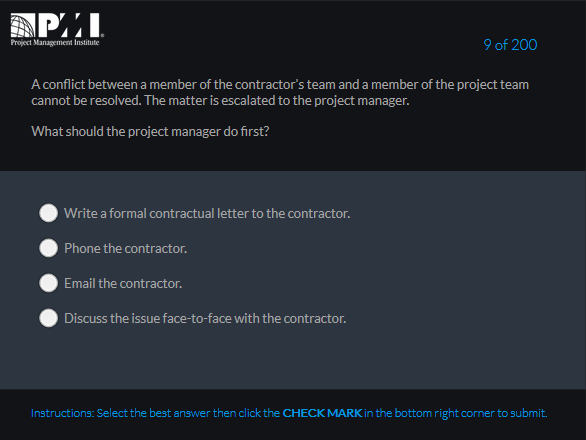 PMI.
Project Management Institute
9 of 200
A conflict between a member of the contractor's team and a member of the project team
cannot be resolved. The matter is escalated to the project manager.
What should the project manager do first?
Write a formal contractual letter to the contractor.
Phone the contractor.
Email the contractor.
Discuss the issue face-to-face with the contractor.
Instructions: Select the best answer then click the CHECK MARK in the bottom right corner to submit.